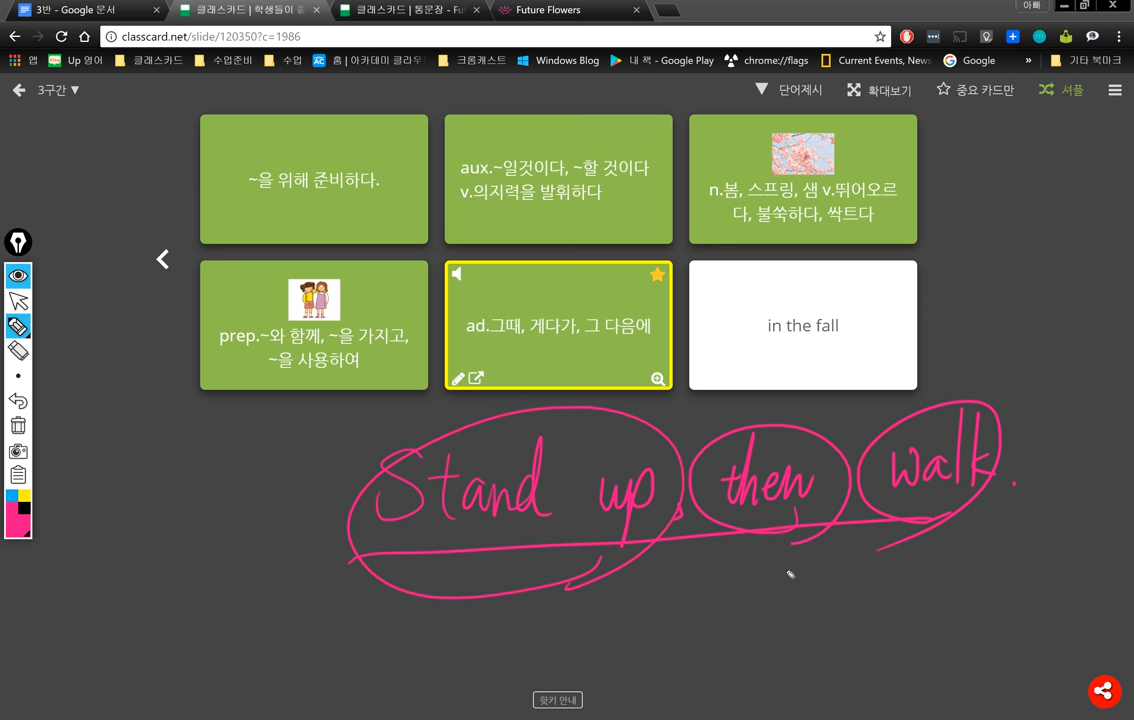 3반 - Google 문서
클래스카드 | 학생들이 클
클래스카드 | 통문장 - Fu
Future Flowers
아빠
classcard.net/slide/120350?c=1986
앱
Up 영어
클래스카드
수업준비
수업
홈 | 아카데미 클라우
크롬캐스트
Windows Blog
내 책 - Google Play
chrome://flags
Current Events, News
Google
»
기타 북마크
3구간 ▼
단어제시
확대보기
중요 카드만
셔플
~을 위해 준비하다.
aux.~일것이다, ~할 것이다
v.의지력을 발휘하다
n.봄, 스프링, 샘 v.뛰어오르
다, 불쑥하다, 싹트다
prep.~와 함께, ~을 가지고,
~을 사용하여
ad.그때, 게다가, 그 다음에
in the fall
Stand up, then walk.
핫키 안내